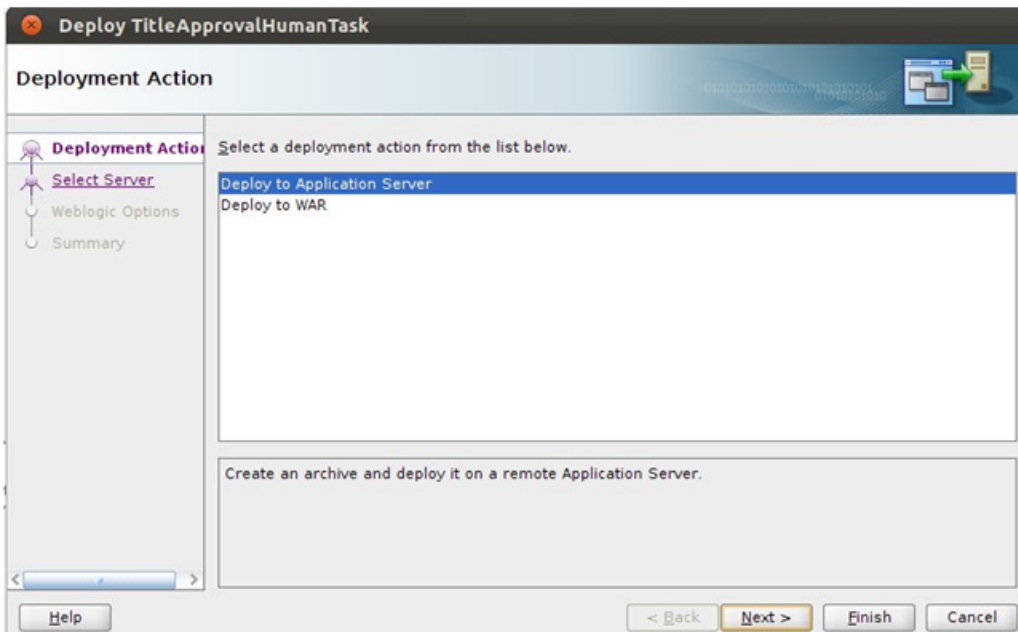 Deploy TitleApprovalHumanTask
Deployment Action
Deployment Action
Select Server
Weblogic Options
Summary
Select a deployment action from the list below.
Deploy to Application Server
Deploy to WAR
Create an archive and deploy it on a remote Application Server.
Help
< Back
Next >
Finish
Cancel